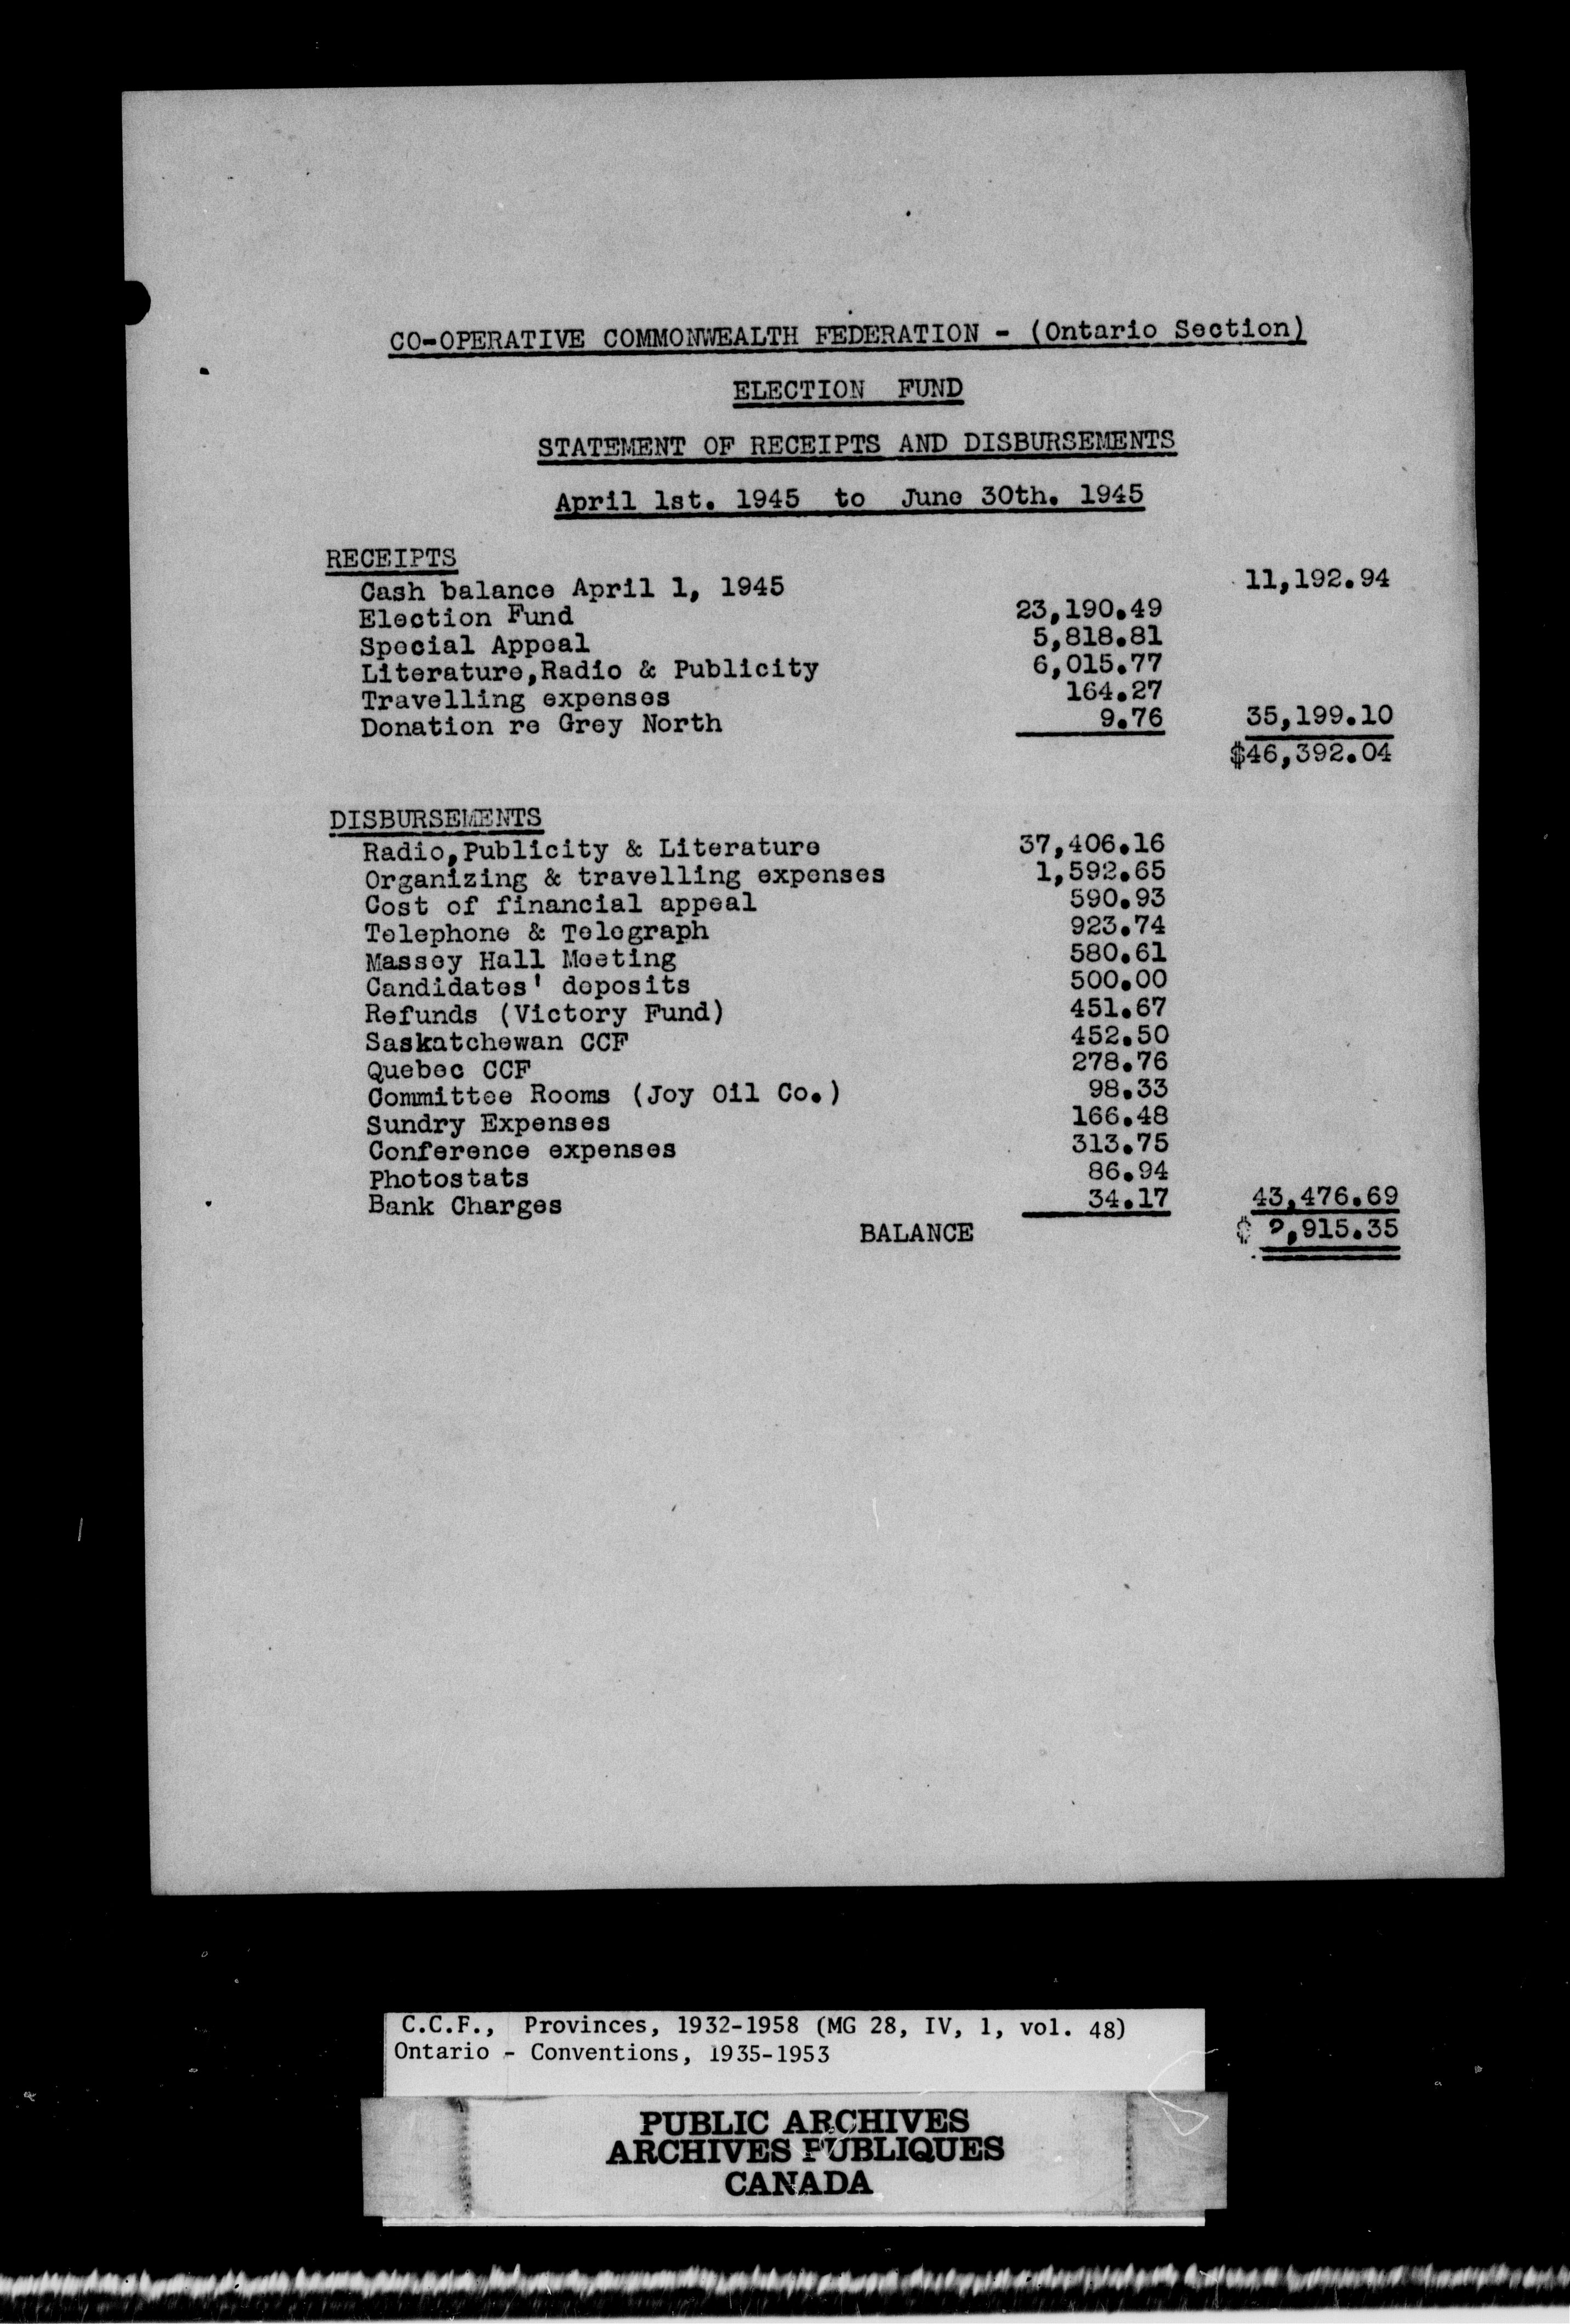 CO-OPERATIVE COMMONWEALTH FEDERATION - (Ontario Section)
ELECTION FUND
STATEMENT OF RECEIPTS AND DISBURSEMENTS
April 1st. 1945 to June 30th. 1945
RECEIPTS
Cash balance April 1, 1945 11,192.94
Election Fund 23,190.49
Special Appeal 5,818.81
Literature,Radio & Publicity 6,015.77
Travelling expenses 164.27
Donation re Grey North 9.76 35,199.10
$46,392.04
DISBURSEMENTS
Radio,Publicity & Literature 37,406.16
Organizing & travelling expenses 1,592.65
Cost of financial appeal 590.93
Telephone & Telegraph 923.74
Massey Hall Meeting 580.61
Candidates' deposits 500.00
Refunds (Victory Fund) 451.67
Saskatchewan CCF 452.50
Quebec CCF 278.76
Committee Rooms (Joy Oil Co.) 98.33
Sundry Expenses 166.48
Conference expenses 313.75
Photostats 86.94
Bank Charges 34.17 43,476.69
BALANCE $ 2,915.35
C.C.F., Provinces, 1932-1958 (MG 28, IV, 1, vol. 48)
Ontario - Conventions, 1935-1953
PUBLIC ARCHIVES
ARCHIVES PUBLIQUES
CANADA